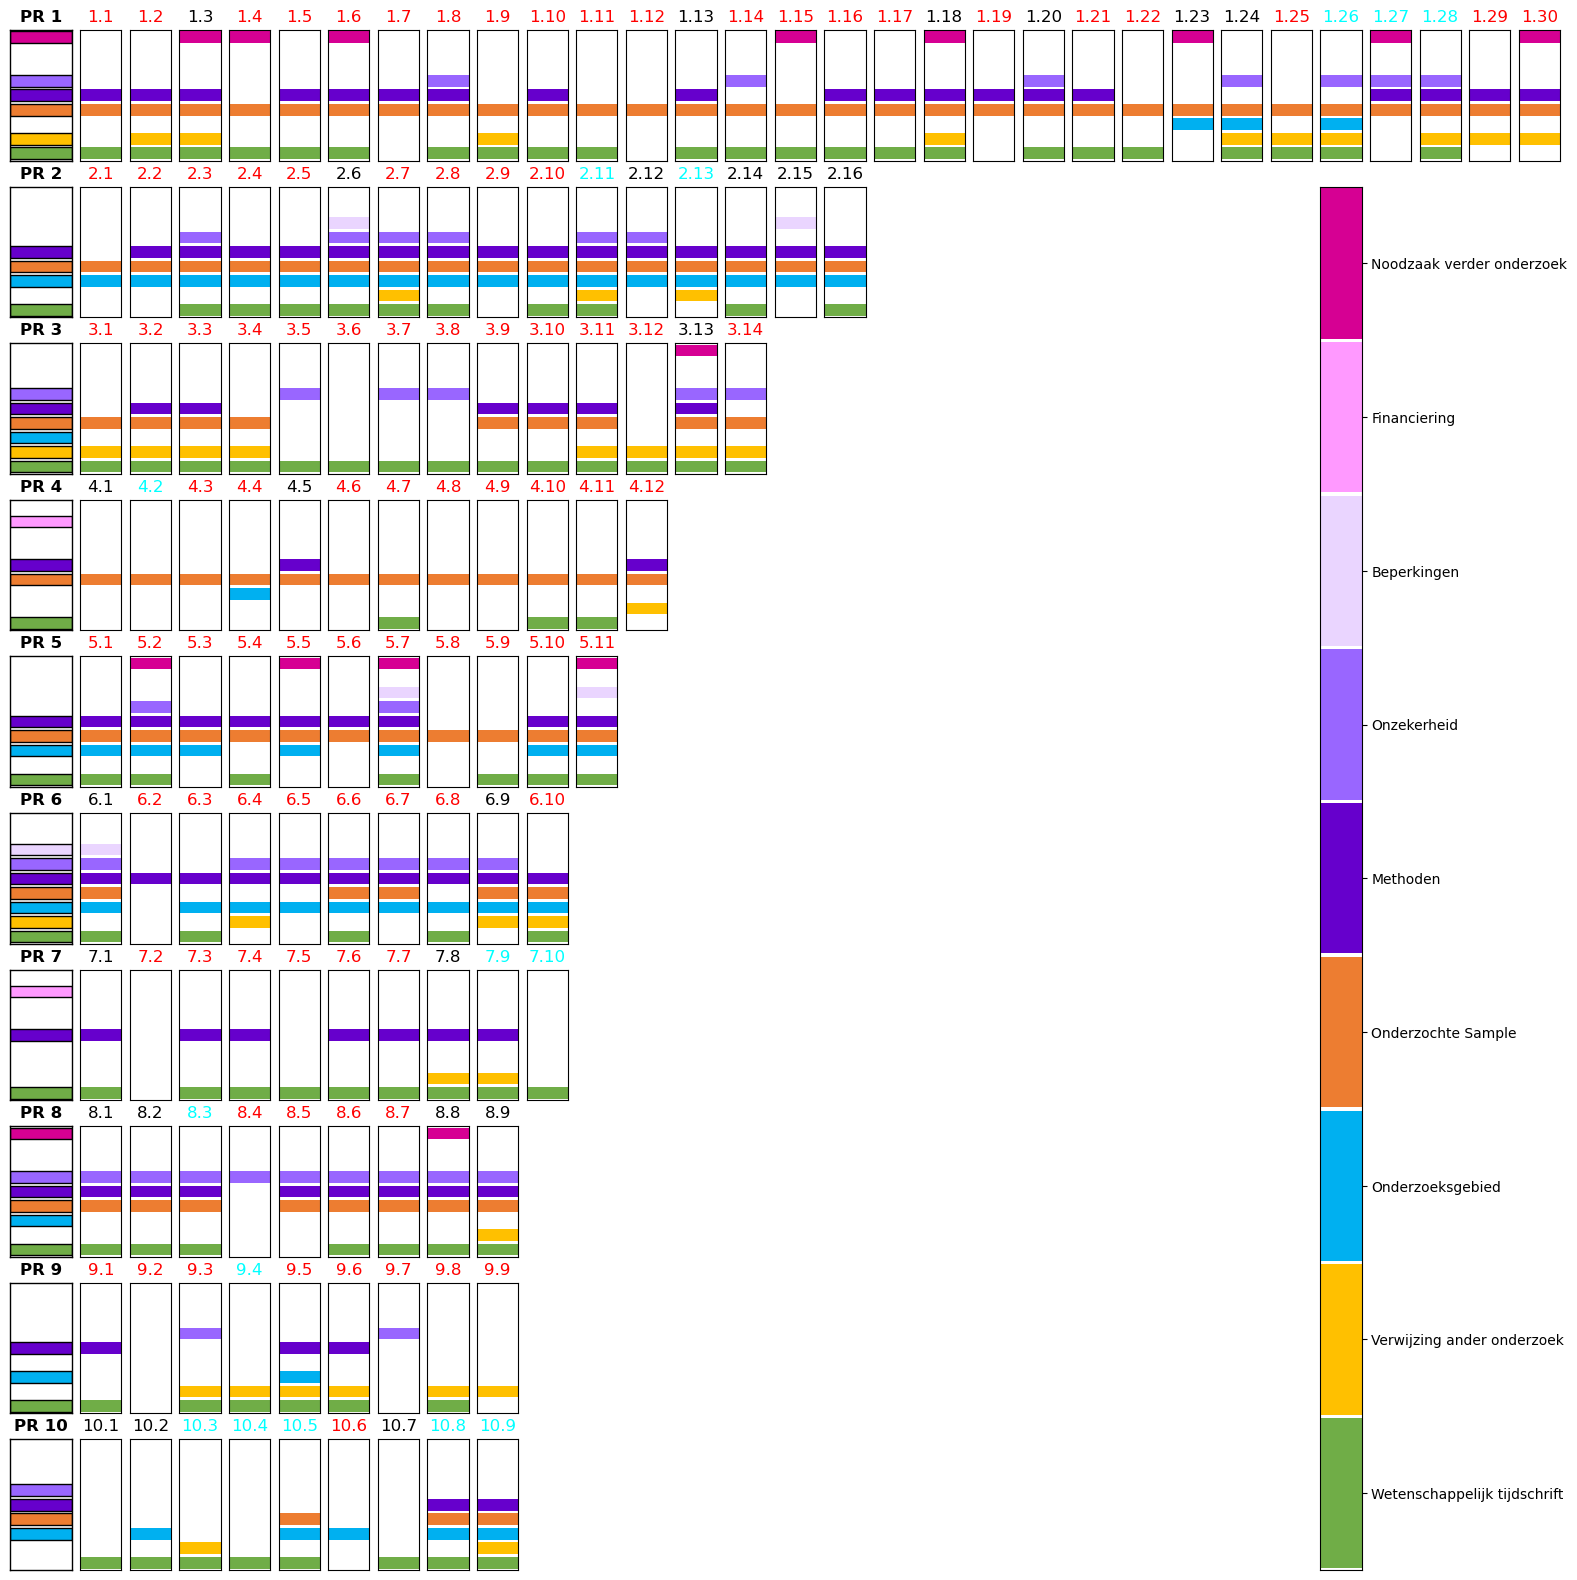 PR 1 1.1 1.2 1.3 1.4 1.5 1.6 1.7 1.8 1.9 1.10 1.11 1.12 1.13 1.14 1.15 1.16 1.17 1.18 1.19 1.20 1.21 1.22 1.23 1.24 1.25 1.26 1.27 1.28 1.29 1.30
PR 2 2.1 2.2 2.3 2.4 2.5 2.6 2.7 2.8 2.9 2.10 2.11 2.12 2.13 2.14 2.15 2.16
PR 3 3.1 3.2 3.3 3.4 3.5 3.6 3.7 3.8 3.9 3.10 3.11 3.12 3.13 3.14
PR 4 4.1 4.2 4.3 4.4 4.5 4.6 4.7 4.8 4.9 4.10 4.11 4.12
PR 5 5.1 5.2 5.3 5.4 5.5 5.6 5.7 5.8 5.9 5.10 5.11
PR 6 6.1 6.2 6.3 6.4 6.5 6.6 6.7 6.8 6.9 6.10
PR 7 7.1 7.2 7.3 7.4 7.5 7.6 7.7 7.8 7.9 7.10
PR 8 8.1 8.2 8.3 8.4 8.5 8.6 8.7 8.8 8.9
PR 9 9.1 9.2 9.3 9.4 9.5 9.6 9.7 9.8 9.9
PR 10 10.1 10.2 10.3 10.4 10.5 10.6 10.7 10.8 10.9
Noodzaak verder onderzoek
Financiering
Beperkingen
Onzekerheid
Methoden
Onderzochte Sample
Onderzoeksgebied
Verwijzing ander onderzoek
Wetenschappelijk tijdschrift